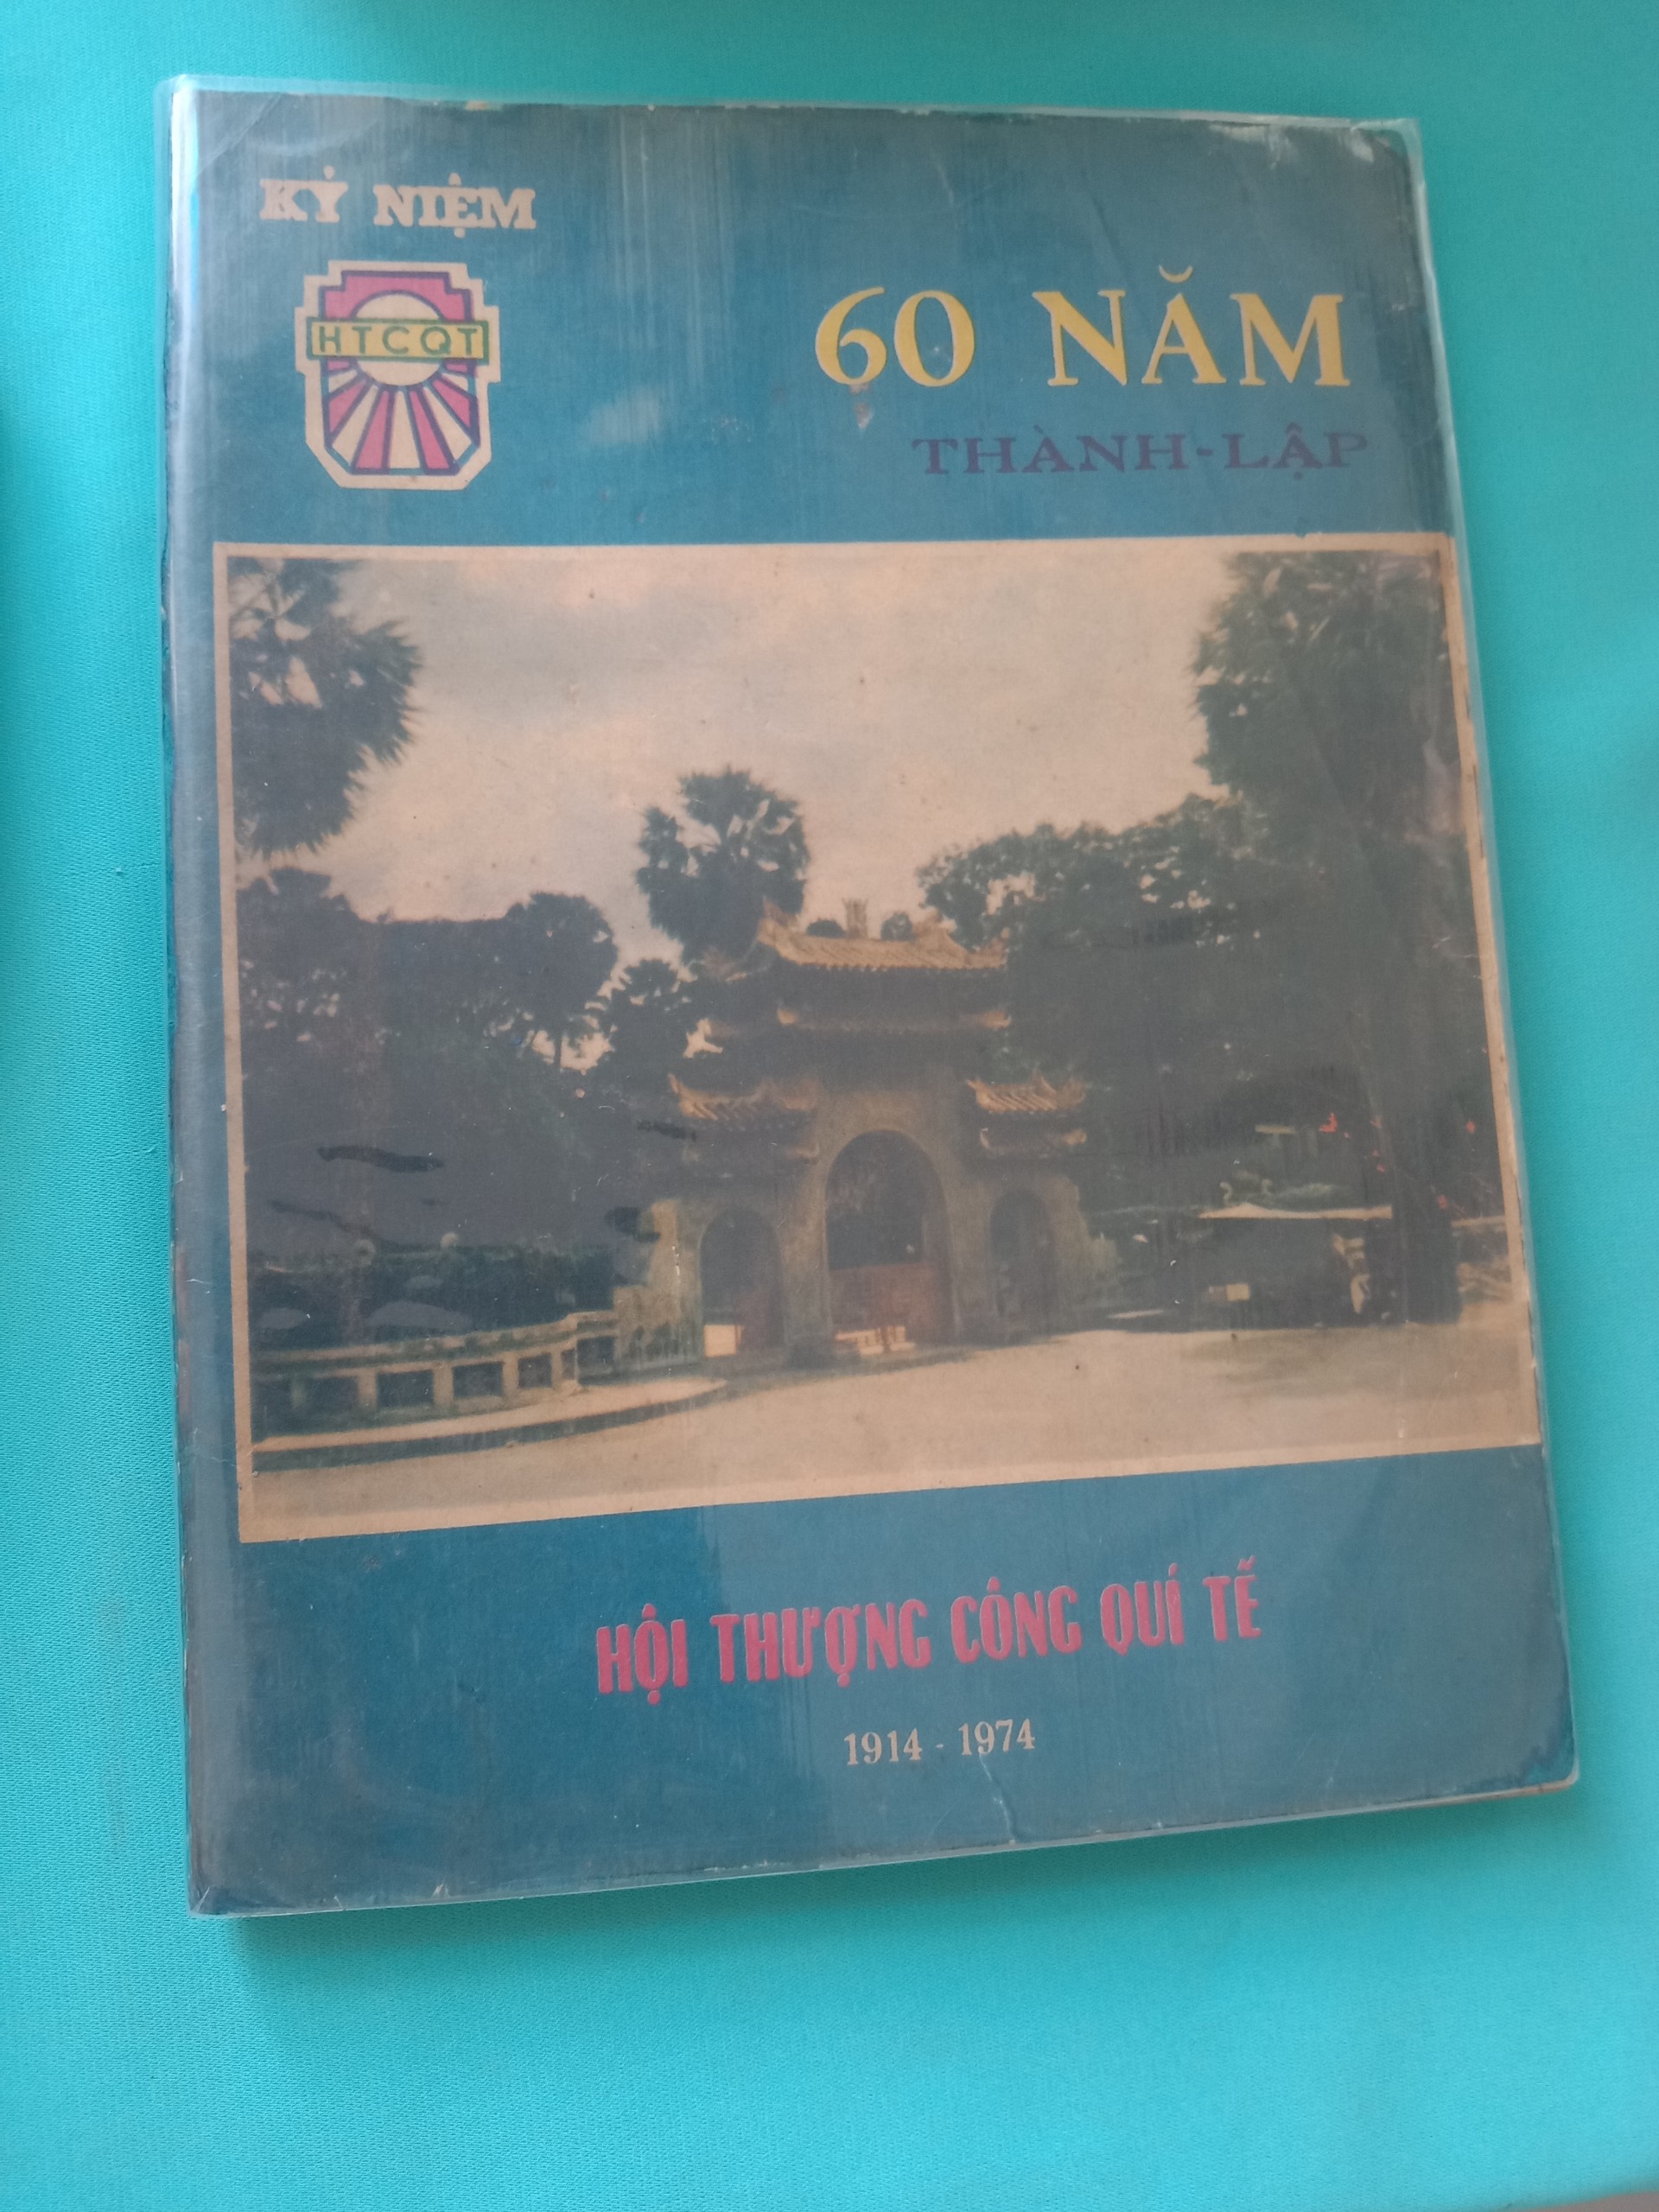 KỶ NIỆM
HTCQT
60 NĂM
THÀNH-LẬP
HỘI THƯỢNG CÔNG QUÍ TẾ
1914 - 1974